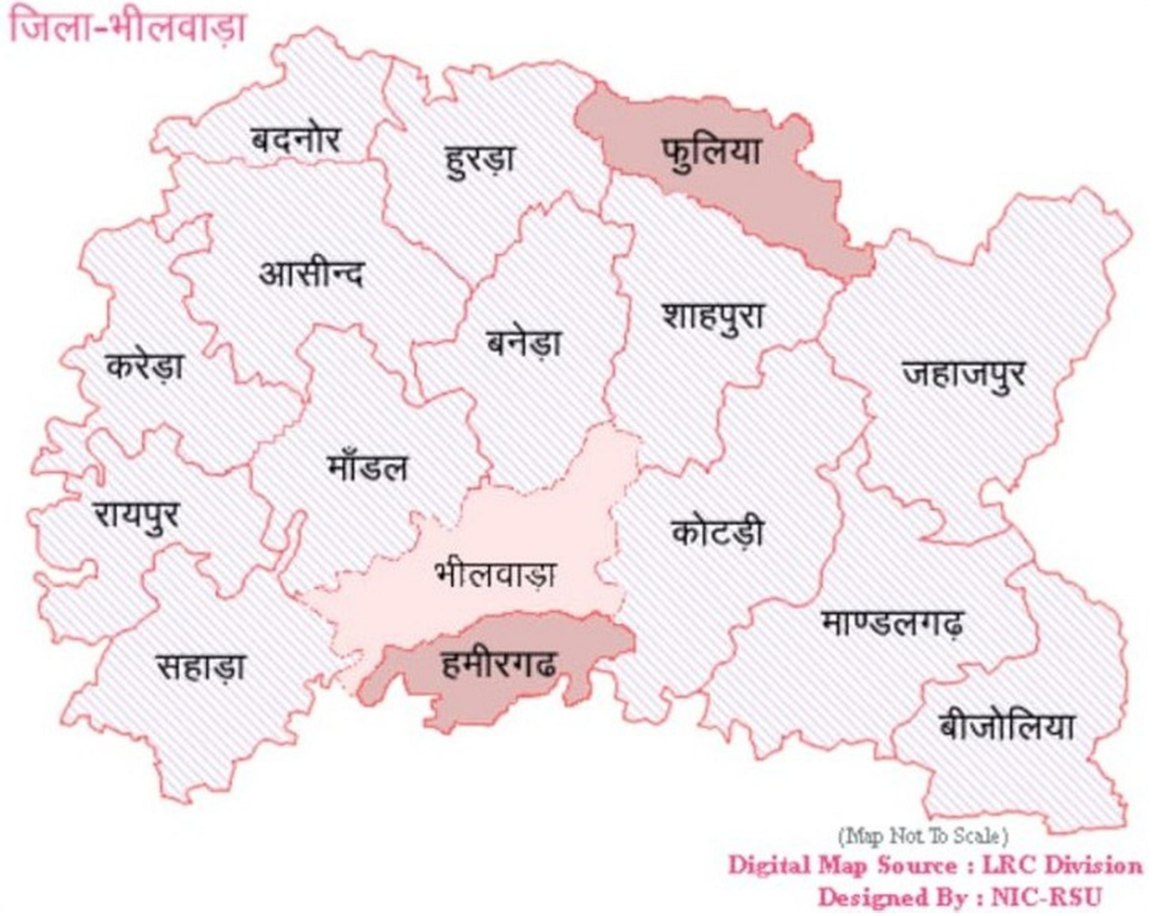 जिला-भीलवाड़ा
बदनोर
हुरड़ा
फुलिया
आसीन्द
बनेड़ा
शाहपुरा
करेड़ा
जहाजपुर
माँडल
रायपुर
कोटड़ी
भीलवाड़ा
माण्डलगढ़
सहाड़ा
हमीरगढ
बीजोलिया
(Map Not To Scale)
Digital Map Source : LRC Division
Designed By : NIC-RSU